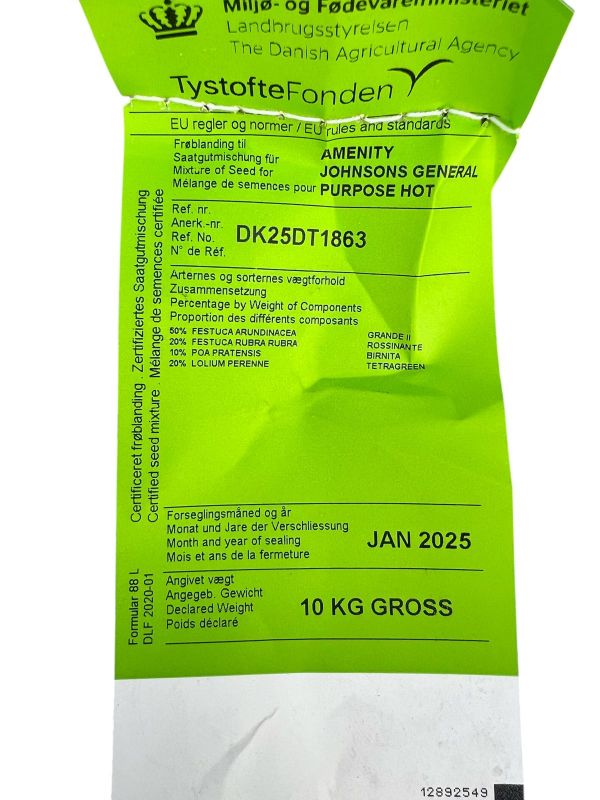 Miljø- og Fødevareministeriet
Landbrugsstyrelsen
The Danish Agricultural Agency
TystofteFonden
EU regler og normer / EU rules and standards
Frøblanding til
Saatgutmischung für
Mixture of Seed for
Mélange de semences pour
AMENITY
JOHNSONS GENERAL
PURPOSE HOT
Ref. nr.
Anerk.-nr.
Ref. No.
N° de Réf.
DK25DT1863
Arternes og sorternes vægtforhold
Zusammensetzung
Percentage by Weight of Components
Proportion des différents composants
50% FESTUCA ARUNDINACEA GRANDE II
20% FESTUCA RUBRA RUBRA ROSSINANTE
10% POA PRATENSIS BIRNITA
20% LOLIUM PERENNE TETRAGREEN
Forseglingsmåned og år
Monat und Jare der Verschliessung
Month and year of sealing
Mois et ans de la fermeture
JAN 2025
Angivet vægt
Angegeb. Gewicht
Declared Weight
Poids déclaré
10 KG GROSS
Certificeret frøblanding . Zertifiziertes Saatgutmischung
Certified seed mixture . Mélange de semences certifiée
Formular 88 L
DLF 2020-01
12892549